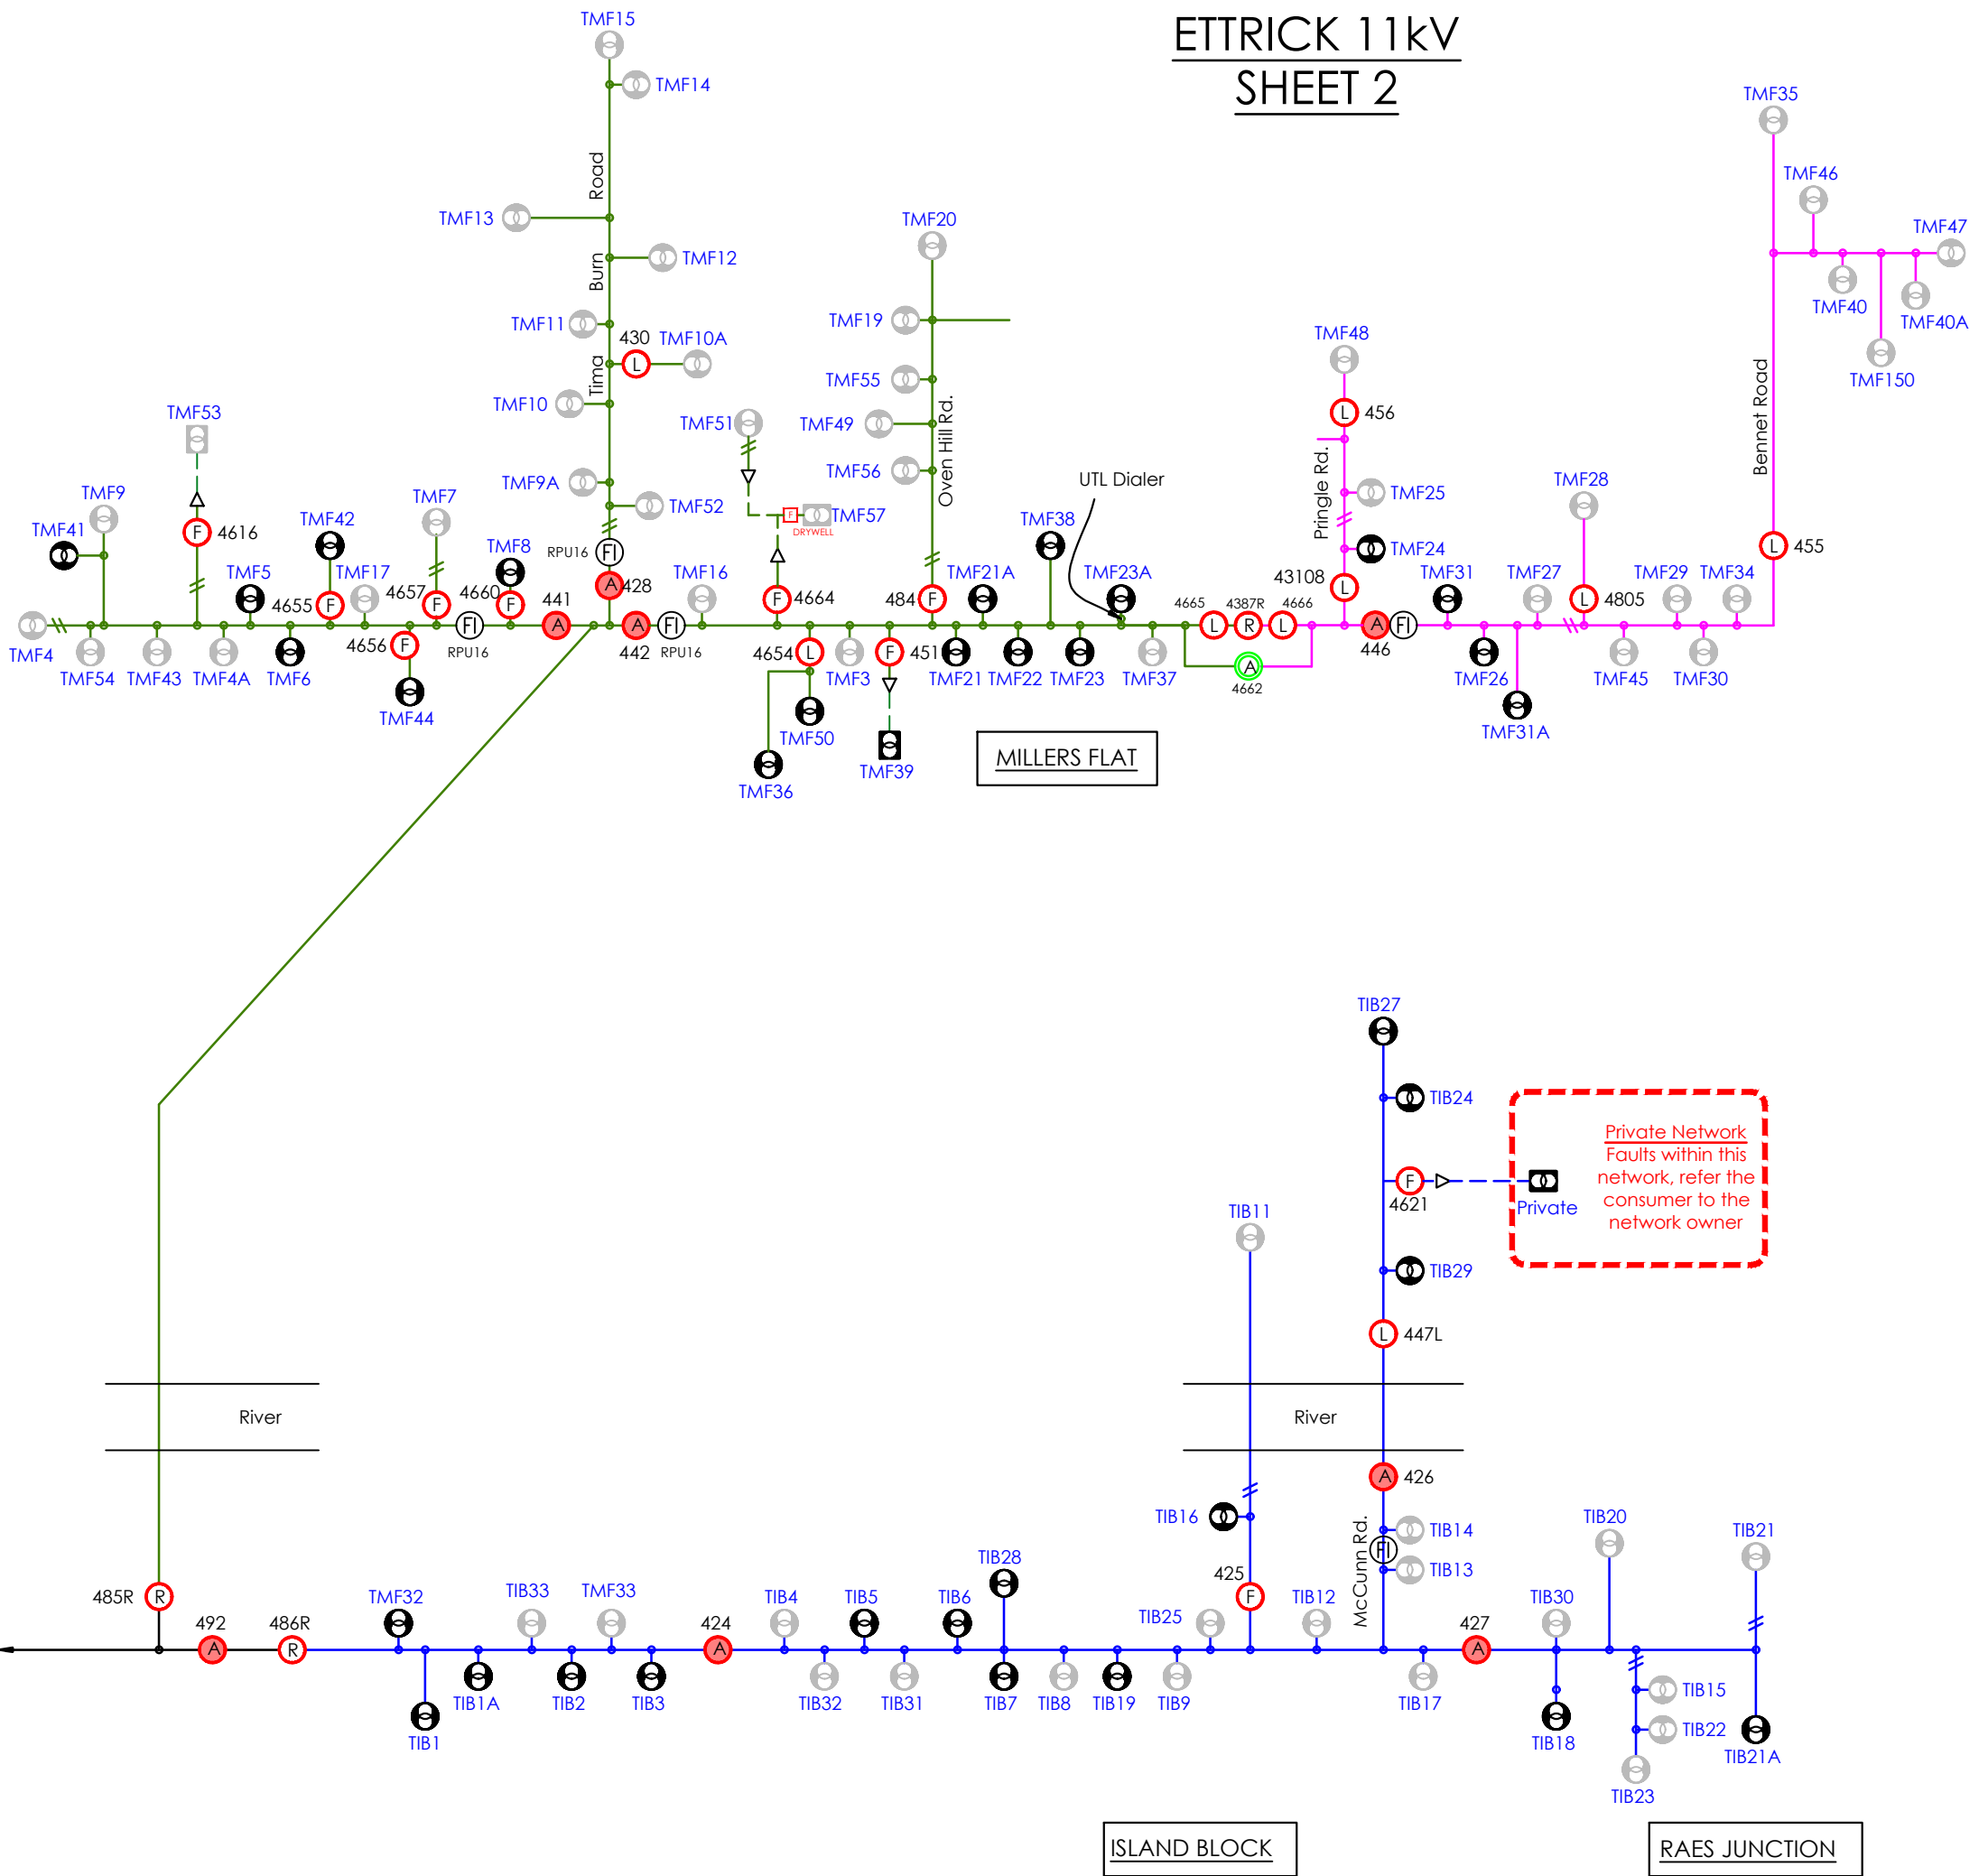 ETTRICK 11kV
SHEET 2
TMF15
TMF14
TMF35
TMF46
TMF47
TMF13
Road
TMF20
TMF12
Burn
TMF40
TMF40A
TMF11
430
TMF10A
TMF19
TMF48
TMF150
L
Tima
TMF55
TMF10
TMF53
TMF51
TMF49
L
456
Bennet Road
TMF56
Oven Hill Rd.
UTL Dialer
Pringle Rd.
TMF9A
TMF28
TMF25
TMF9
TMF7
TMF52
F
TMF57
DRYWELL
TMF41
F
4616
TMF42
TMF8
RPU16
FI
TMF38
TMF24
L
455
TMF5
TMF17
4657
4660
A
428
TMF16
TMF21A
TMF23A
43108
L
TMF31
TMF27
TMF29
TMF34
4655
F
F
F
441
F
4664
484
F
4665
4387R
4666
L
4805
FI
A
A
FI
L
R
L
A
FI
TMF4
TMF54
TMF43
TMF4A
TMF6
4656
F
RPU16
442
RPU16
4654
L
TMF3
F
451
TMF21
TMF22
TMF23
TMF37
A
4662
446
TMF26
TMF45
TMF30
TMF44
TMF50
TMF31A
TMF36
TMF39
MILLERS FLAT
TIB27
TIB24
Private Network
Faults within this
network, refer the
consumer to the
network owner
F
4621
Private
TIB11
TIB29
L
447L
River
River
A
426
TIB16
McCunn Rd.
TIB14
FI
TIB13
TIB20
TIB21
TIB28
425
485R
R
TMF32
TIB33
TMF33
TIB4
TIB5
TIB6
F
TIB12
TIB30
492
486R
424
TIB25
427
A
R
A
A
TIB1A
TIB2
TIB3
TIB32
TIB31
TIB7
TIB8
TIB19
TIB9
TIB17
TIB15
TIB1
TIB18
TIB22
TIB21A
TIB23
ISLAND BLOCK
RAES JUNCTION